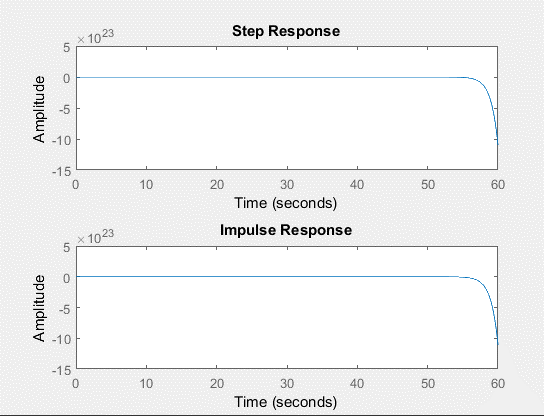 Step Response
×10^23
5
0
-5
-10
-15
Amplitude
0 10 20 30 40 50 60
Time (seconds)
Impulse Response
×10^23
5
0
-5
-10
-15
Amplitude
0 10 20 30 40 50 60
Time (seconds)